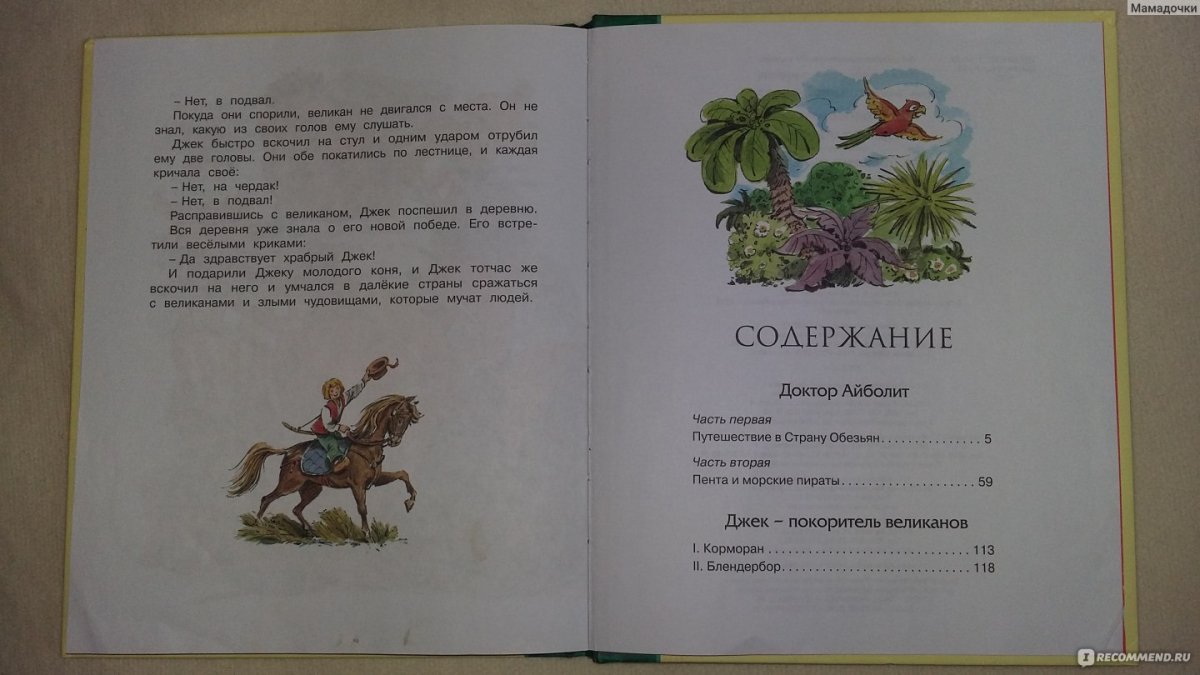 Мамадочки
– Нет, в подвал.
Покуда они спорили, великан не двигался с места. Он не
знал, какую из своих голов ему слушать.
Джек быстро вскочил на стул и одним ударом отрубил
ему две головы. Они обе покатились по лестнице, и каждая
кричала своё:
– Нет, на чердак!
– Нет, в подвал!
Расправившись с великаном, Джек поспешил в деревню.
Вся деревня уже знала о его новой победе. Его встре-
тили весёлыми криками:
– Да здравствует храбрый Джек!
И подарили Джеку молодого коня, и Джек тотчас же
вскочил на него и умчался в далёкие страны сражаться
с великанами и злыми чудовищами, которые мучат людей.
СОДЕРЖАНИЕ
Доктор Айболит
Часть первая
Путешествие в Страну Обезьян . . . . . . . . . . . . . . . 5
Часть вторая
Пента и морские пираты . . . . . . . . . . . . . . . . . . . 59
Джек – покоритель великанов
I. Корморан . . . . . . . . . . . . . . . . . . . . . . . . . . . . . 113
II. Блендербор . . . . . . . . . . . . . . . . . . . . . . . . . . . 118
I RECOMMEND.RU